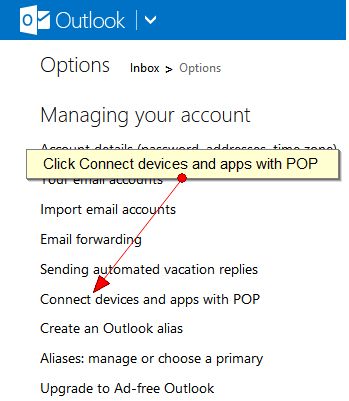 Outlook
Options Inbox > Options
Managing your account
Account details (password, addresses, time zone)
Click Connect devices and apps with POP
Your email accounts
Import email accounts
Email forwarding
Sending automated vacation replies
Connect devices and apps with POP
Create an Outlook alias
Aliases: manage or choose a primary
Upgrade to Ad-free Outlook